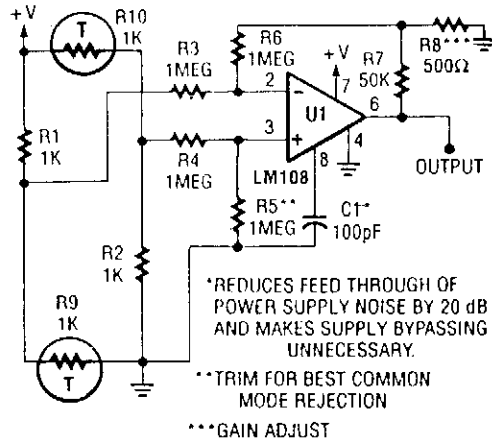 +V
R10
1K
T
R1
1K
R3
1MEG
R6
1MEG
R8***
500Ω
+V
R7
50K
2
-
7
U1
6
3
+
4
8
R4
1MEG
LM108
OUTPUT
R5**
1MEG
C1*
100pF
R2
1K
R9
1K
T
*REDUCES FEED THROUGH OF
POWER SUPPLY NOISE BY 20 dB
AND MAKES SUPPLY BYPASSING
UNNECESSARY.
**TRIM FOR BEST COMMON
MODE REJECTION
***GAIN ADJUST